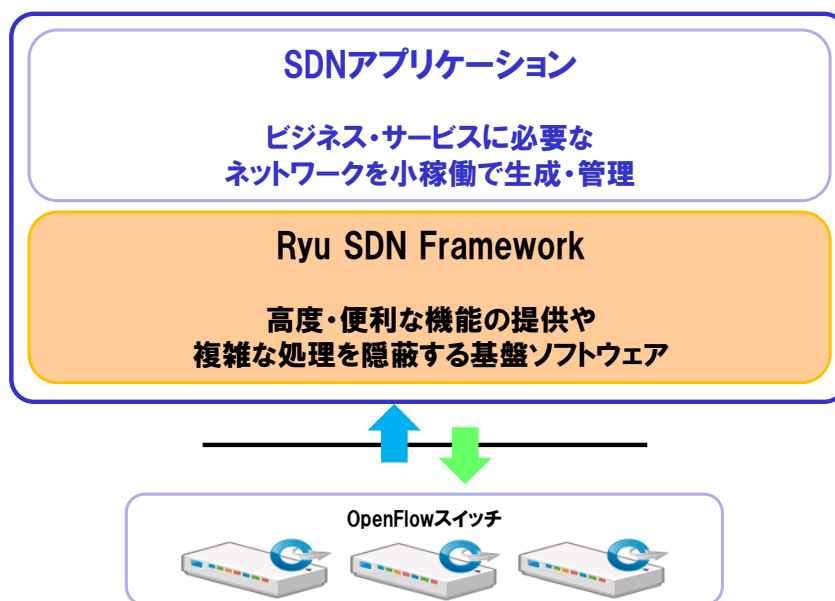 SDNアプリケーション
ビジネス・サービスに必要な
ネットワークを小稼働で生成・管理
Ryu SDN Framework
高度・便利な機能の提供や
複雑な処理を隠蔽する基盤ソフトウェア
OpenFlowスイッチ